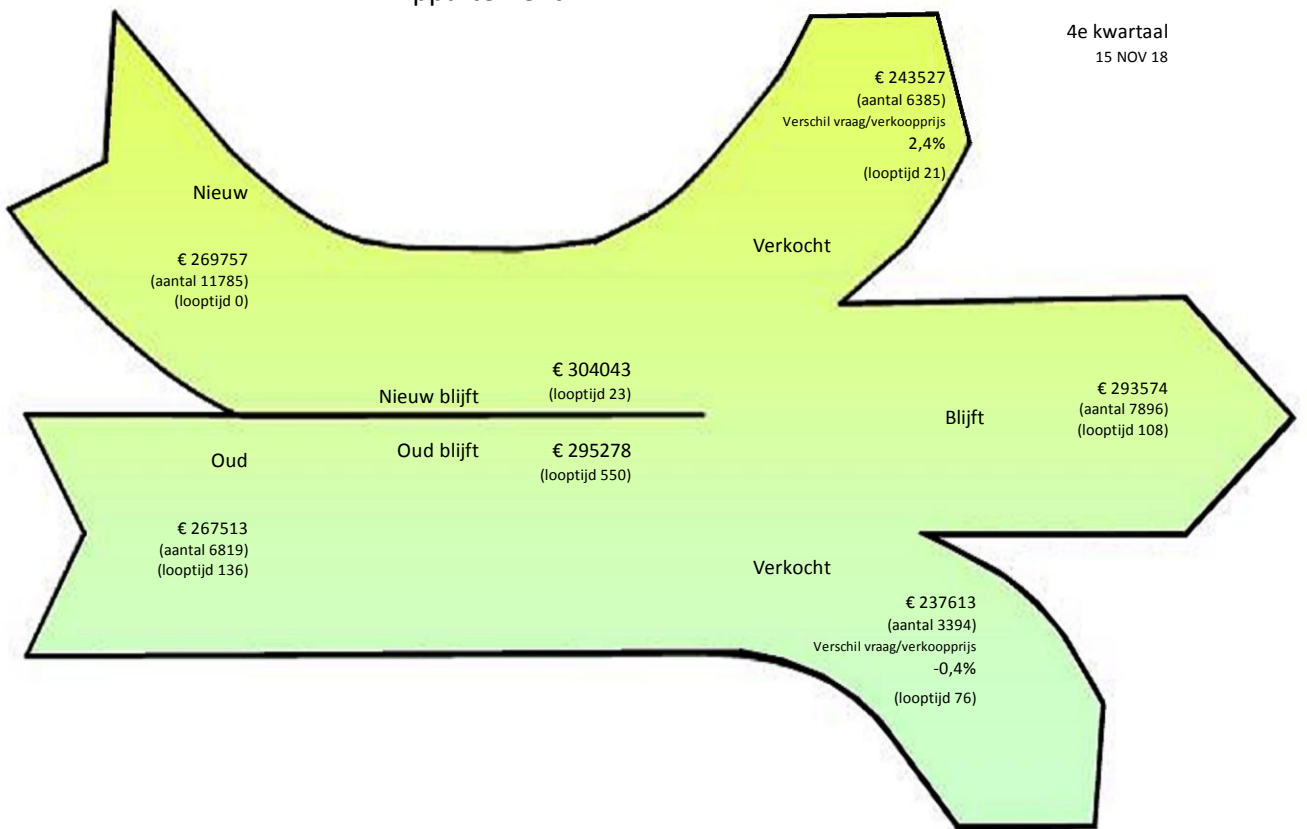 4e kwartaal
15 NOV 18
€ 243527
(aantal 6385)
Verschil vraag/verkoopprijs
2,4%
(looptijd 21)
Nieuw
Verkocht
€ 269757
(aantal 11785)
(looptijd 0)
€ 304043
Nieuw blijft
(looptijd 23)
€ 293574
(aantal 7896)
(looptijd 108)
Blijft
Oud blijft
€ 295278
(looptijd 550)
Oud
€ 267513
(aantal 6819)
(looptijd 136)
Verkocht
€ 237613
(aantal 3394)
Verschil vraag/verkoopprijs
-0,4%
(looptijd 76)